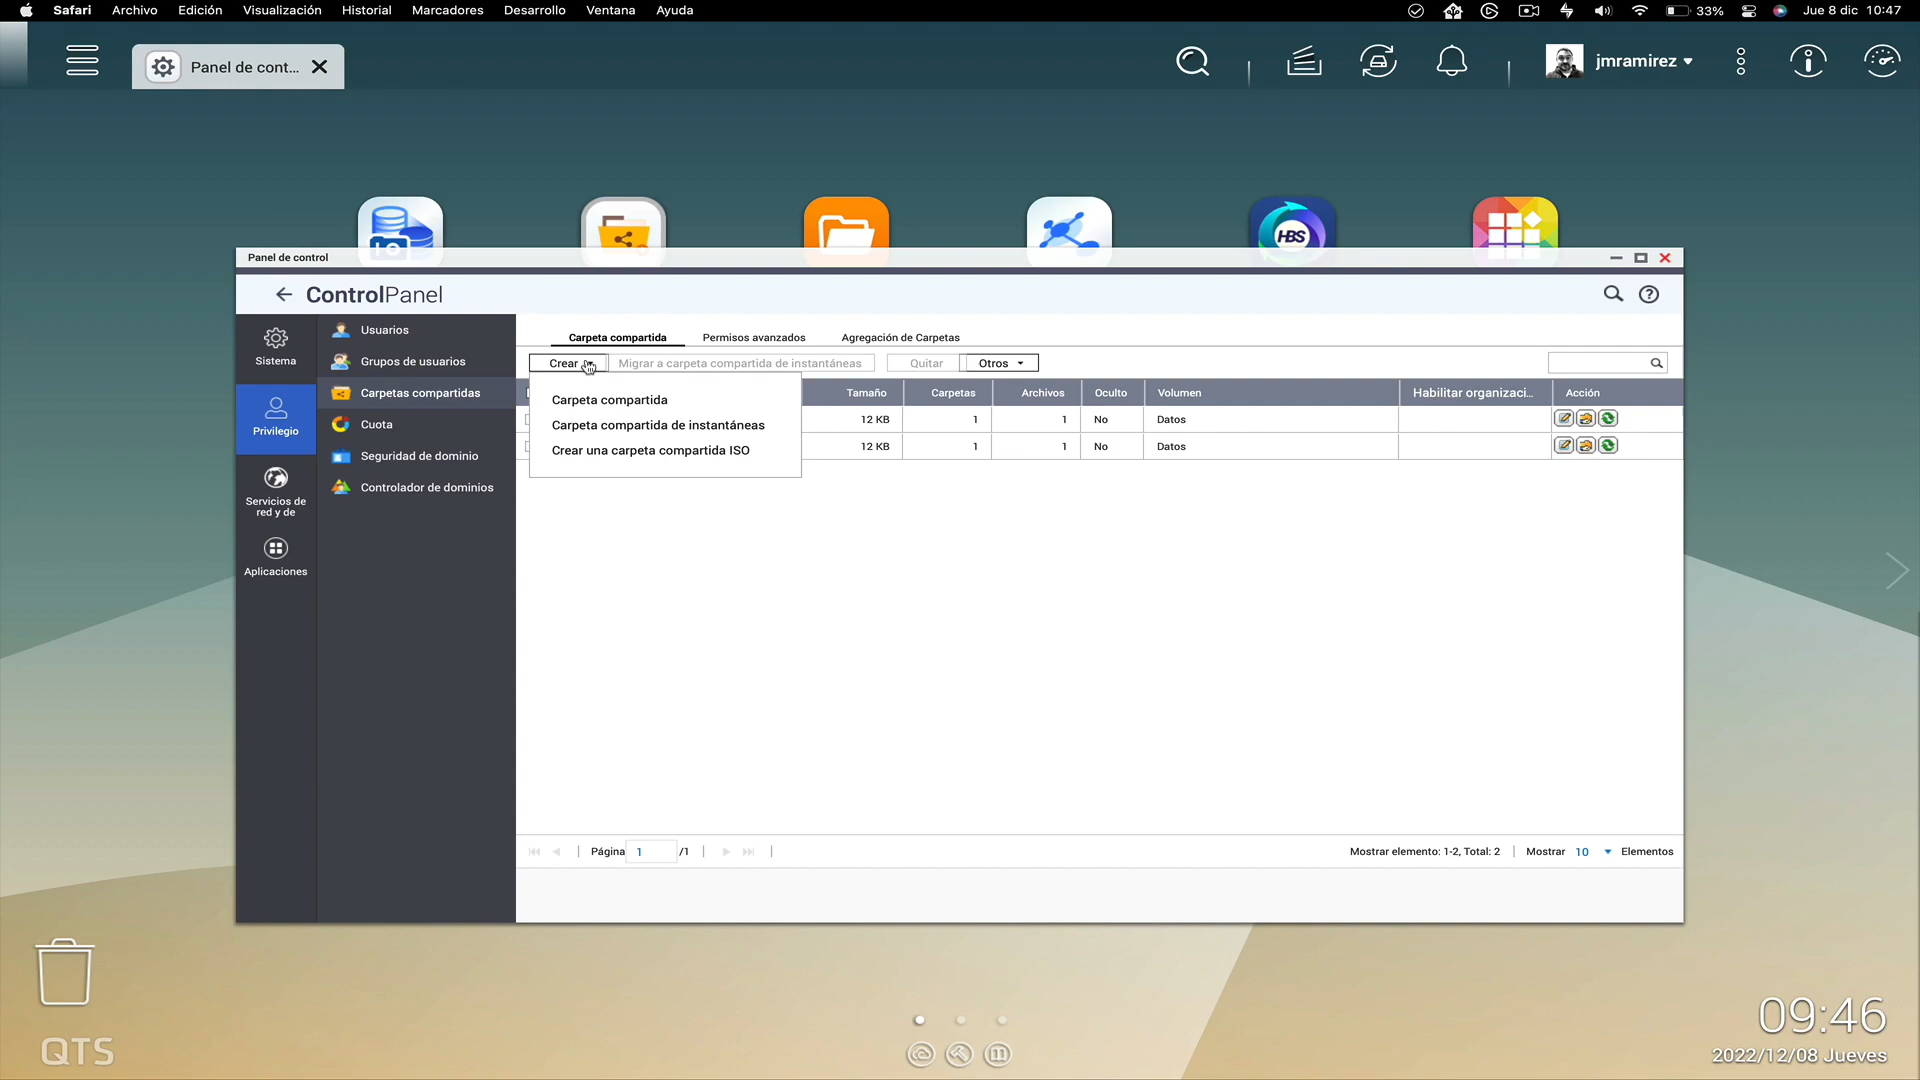 Safari Archivo Edición Visualización Historial Marcadores Desarrollo Ventana Ayuda 33% Jue 8 dic 10:47
Panel de cont... jmramirez
HBS
Panel de control
ControlPanel
Sistema
Privilegio
Servicios de
red y de
Aplicaciones
Usuarios
Grupos de usuarios
Carpetas compartidas
Cuota
Seguridad de dominio
Controlador de dominios
Carpeta compartida Permisos avanzados Agregación de Carpetas
Crear Migrar a carpeta compartida de instantáneas Quitar Otros
Carpeta compartida
Carpeta compartida de instantáneas
Crear una carpeta compartida ISO
Tamaño Carpetas Archivos Oculto Volumen Habilitar organizaci... Acción
12 KB 1 1 No Datos
12 KB 1 1 No Datos
Página 1 /1 Mostrar elemento: 1-2, Total: 2 Mostrar 10 Elementos
QTS
09:46
2022/12/08 Jueves